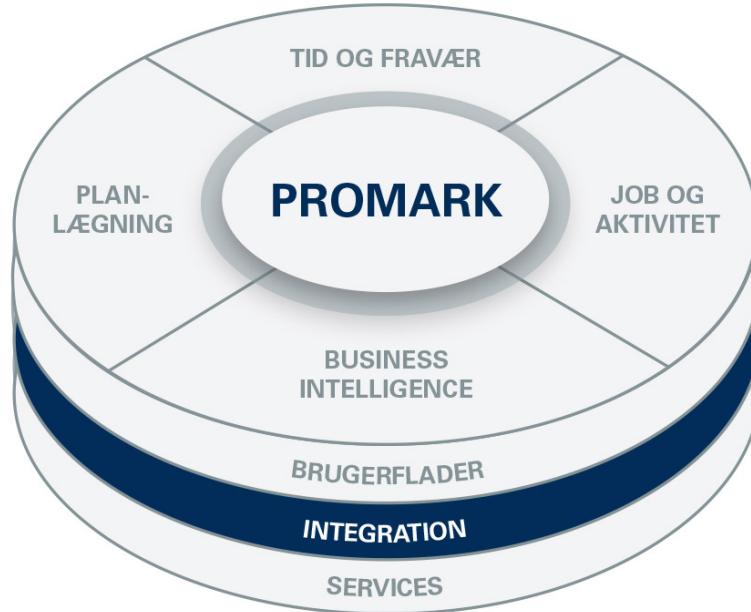 TID OG FRAVÆR
PLAN-
LÆGNING
PROMARK
JOB OG
AKTIVITET
BUSINESS
INTELLIGENCE
BRUGERFLADER
INTEGRATION
SERVICES